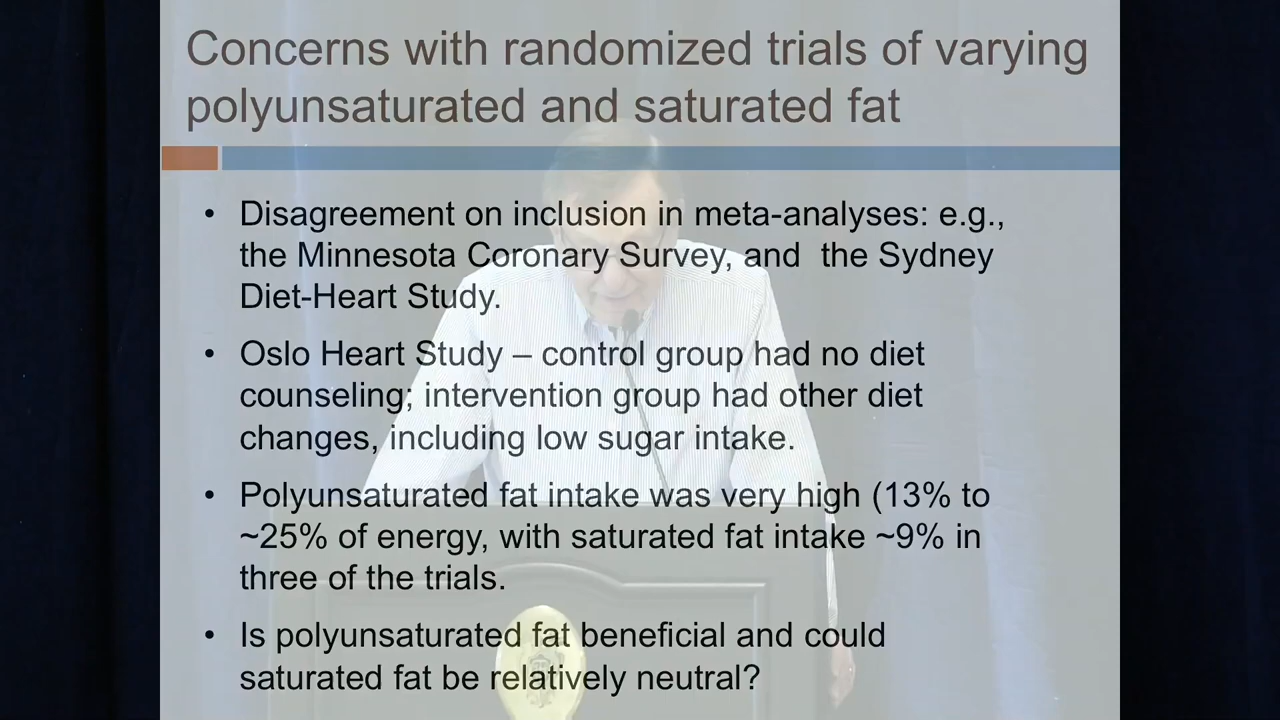 Concerns with randomized trials of varying
polyunsaturated and saturated fat
• Disagreement on inclusion in meta-analyses: e.g.,
the Minnesota Coronary Survey, and the Sydney
Diet-Heart Study.
• Oslo Heart Study – control group had no diet
counseling; intervention group had other diet
changes, including low sugar intake.
• Polyunsaturated fat intake was very high (13% to
~25% of energy, with saturated fat intake ~9% in
three of the trials.
• Is polyunsaturated fat beneficial and could
saturated fat be relatively neutral?